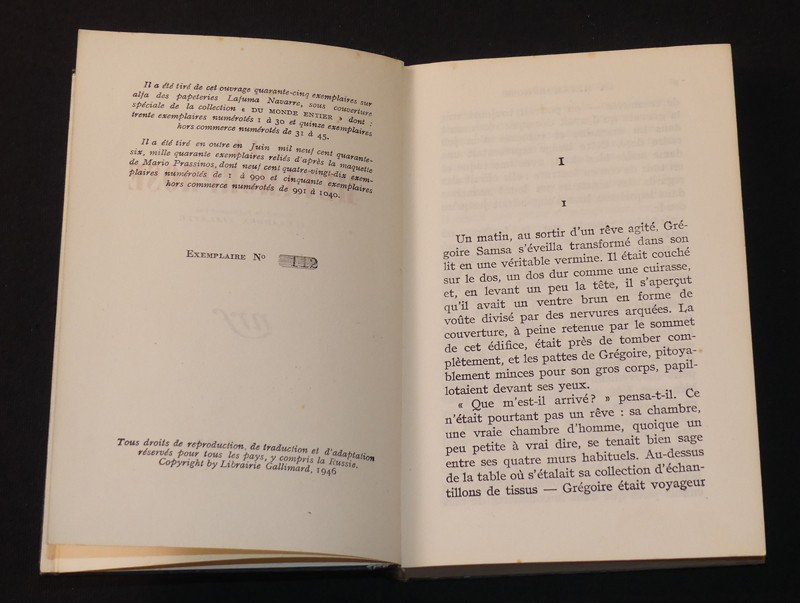 Il a été tiré de cet ouvrage quarante-cinq exemplaires sur
alfa des papeteries Lafuma Navarre, sous couverture
spéciale de la collection « DU MONDE ENTIER » dont :
trente exemplaires numérotés 1 à 30 et quinze exemplaires
hors commerce numérotés de 31 à 45.
Il a été tiré en outre en Juin mil neuf cent quarante-
six, mille quarante exemplaires reliés d'après la maquette
de Mario Prassinos, dont neuf cent quatre-vingt-dix exem-
plaires numérotés de 1 à 990 et cinquante exemplaires
hors commerce numérotés de 991 à 1040.
EXEMPLAIRE No 112
Tous droits de reproduction, de traduction et d'adaptation
réservés pour tous les pays, y compris la Russie.
Copyright by Librairie Gallimard, 1946
I
I
Un matin, au sortir d'un rêve agité, Gré-
goire Samsa s'éveilla transformé dans son
lit en une véritable vermine. Il était couché
sur le dos, un dos dur comme une cuirasse,
et, en levant un peu la tête, il s'aperçut
qu'il avait un ventre brun en forme de
voûte divisé par des nervures arquées. La
couverture, à peine retenue par le sommet
de cet édifice, était près de tomber com-
plètement, et les pattes de Grégoire, pitoya-
blement minces pour son gros corps, papil-
lotaient devant ses yeux.
« Que m'est-il arrivé? » pensa-t-il. Ce
n'était pourtant pas un rêve : sa chambre,
une vraie chambre d'homme, quoique un
peu petite à vrai dire, se tenait bien sage
entre ses quatre murs habituels. Au-dessus
de la table où s'étalait sa collection d'échan-
tillons de tissus — Grégoire était voyageur